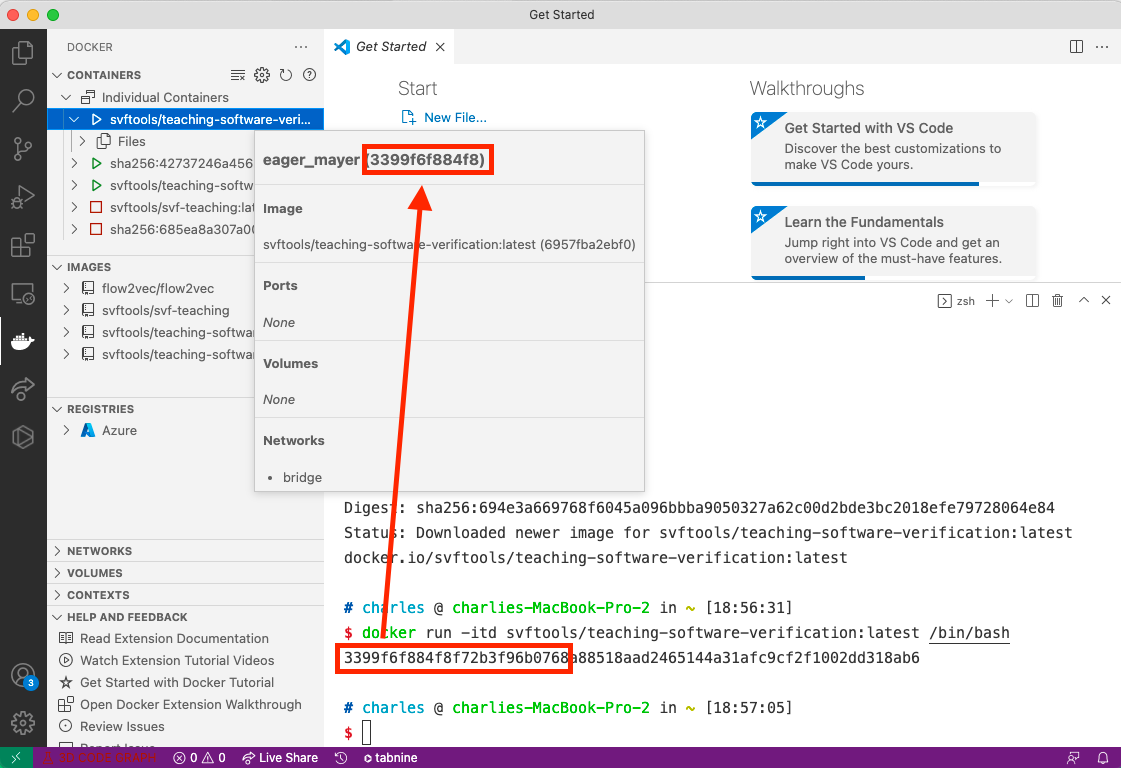 Get Started
DOCKER
Get Started
CONTAINERS
Individual Containers
svftools/teaching-software-veri...
Files
sha256:42737246a456
svftools/teaching-softw
svftools/svf-teaching:la
sha256:685ea8a307a0
IMAGES
flow2vec/flow2vec
svftools/svf-teaching
svftools/teaching-softwa
svftools/teaching-softwa
REGISTRIES
Azure
NETWORKS
VOLUMES
CONTEXTS
HELP AND FEEDBACK
Read Extension Documentation
Watch Extension Tutorial Videos
Get Started with Docker Tutorial
Open Docker Extension Walkthrough
Review Issues
Report Issue
eager_mayer (3399f6f884f8)
Image
svftools/teaching-software-verification:latest (6957fba2ebf0)
Ports
None
Volumes
None
Networks
• bridge
Start
New File...
Walkthroughs
Get Started with VS Code
Discover the best customizations to
make VS Code yours.
Learn the Fundamentals
Jump right into VS Code and get an
overview of the must-have features.
zsh
Digest: sha256:694e3a669768f6045a096bbba9050327a62c00d2bde3bc2018efe79728064e84
Status: Downloaded newer image for svftools/teaching-software-verification:latest
docker.io/svftools/teaching-software-verification:latest
# charles @ charlies-MacBook-Pro-2 in ~ [18:56:31]
$ docker run -itd svftools/teaching-software-verification:latest /bin/bash
3399f6f884f8f72b3f96b0768a88518aad2465144a31afc9cf2f1002dd318ab6
# charles @ charlies-MacBook-Pro-2 in ~ [18:57:05]
$
3
0 0
Live Share
tabnine